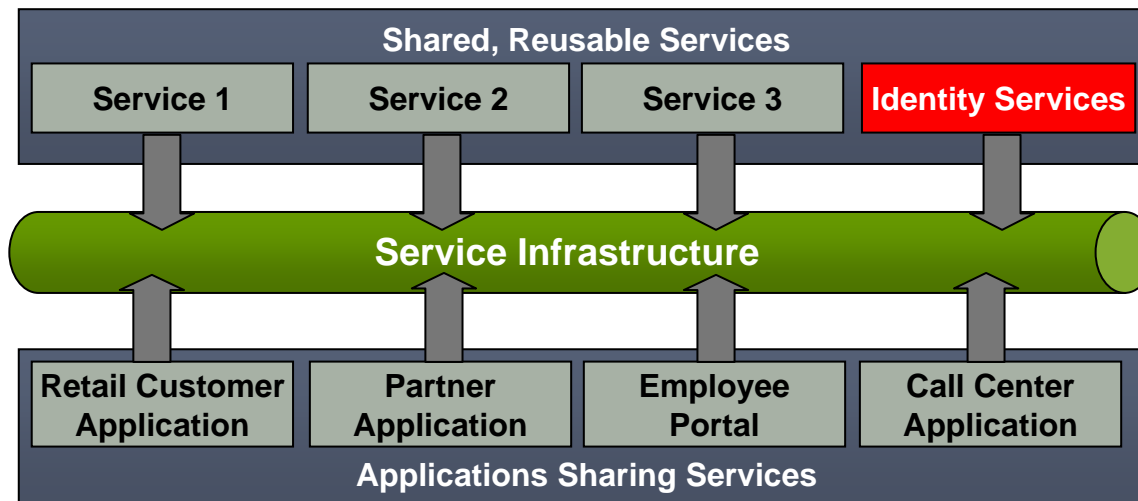 Shared, Reusable Services
Service 1
Service 2
Service 3
Identity Services
Service Infrastructure
Retail Customer
Application
Partner
Application
Employee
Portal
Call Center
Application
Applications Sharing Services